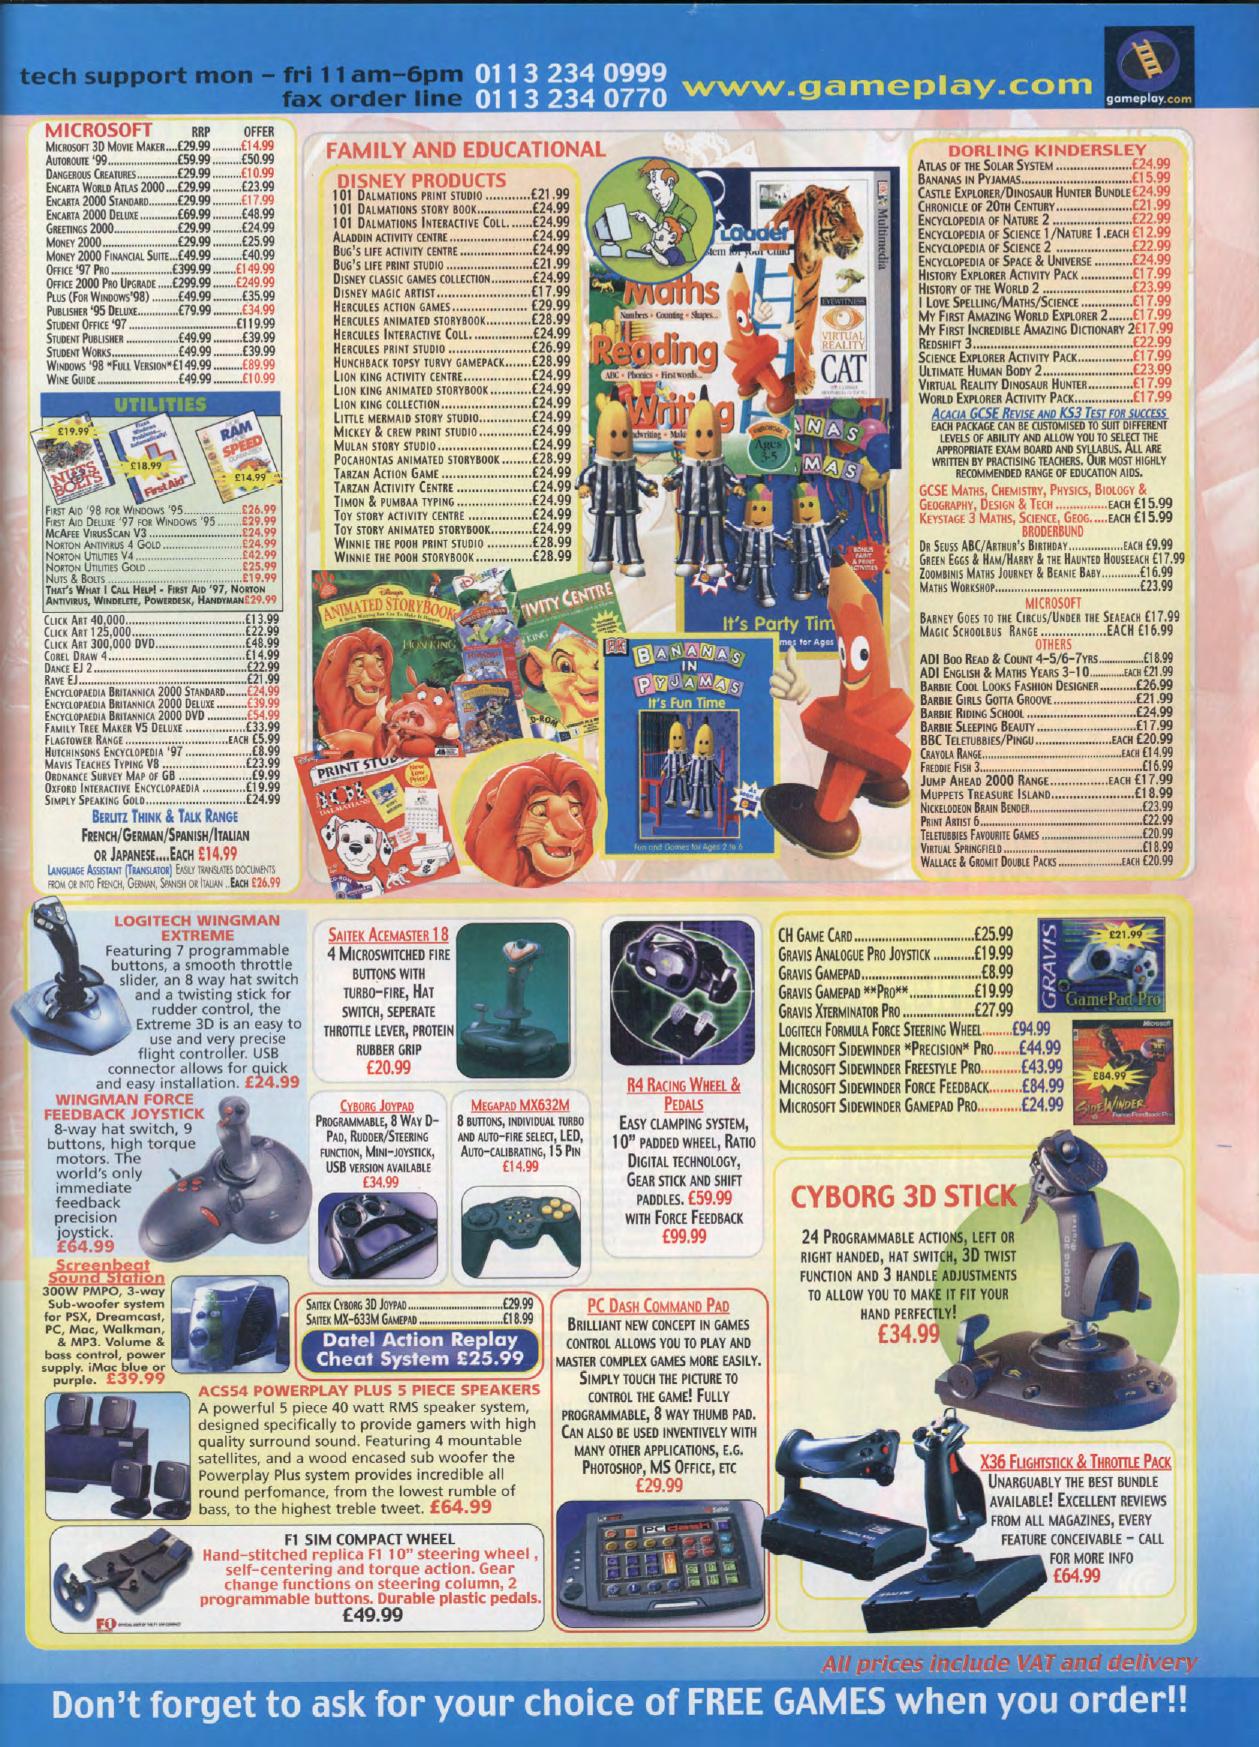 tech support mon – fri 11am–6pm 0113 234 0999
fax order line 0113 234 0770
www.gameplay.com
gameplay.com
MICROSOFT RRP OFFER
MICROSOFT 3D MOVIE MAKER....£29.99 .........£14.99
AUTOROUTE '99....£59.99 .........£50.99
DANGEROUS CREATURES....£29.99 .........£10.99
ENCARTA WORLD ATLAS 2000....£29.99 .........£23.99
ENCARTA 2000 STANDARD....£29.99 .........£17.99
ENCARTA 2000 DELUXE....£69.99 .........£48.99
GREETINGS 2000....£29.99 .........£24.99
MONEY 2000....£29.99 .........£25.99
MONEY 2000 FINANCIAL SUITE...£49.99 .........£40.99
OFFICE '97 PRO....£399.99 .......£149.99
OFFICE 2000 PRO UPGRADE....£299.99 .......£249.99
PLUS (FOR WINDOWS'98)....£49.99 .........£35.99
PUBLISHER '95 DELUXE....£79.99 .........£34.99
STUDENT OFFICE '97....£119.99
STUDENT PUBLISHER....£49.99 .........£39.99
STUDENT WORKS....£49.99 .........£39.99
WINDOWS '98 *FULL VERSION*£149.99 .........£89.99
WINE GUIDE....£49.99 .........£10.99
UTILITIES
£19.99
NUTS & BOLTS
£18.99
First Aid
RAM SPEED
£14.99
FIRST AID '98 FOR WINDOWS '95....£26.99
FIRST AID DELUXE '97 FOR WINDOWS '95....£29.99
MCAFEE VIRUSSCAN V3....£24.99
NORTON ANTIVIRUS 4 GOLD....£24.99
NORTON UTILITIES V4....£42.99
NORTON UTILITIES GOLD....£25.99
NUTS & BOLTS....£19.99
THAT'S WHAT I CALL HELP! - FIRST AID '97, NORTON
ANTIVIRUS, WINDELETE, POWERDESK, HANDYMAN£29.99
CLICK ART 40,000....£13.99
CLICK ART 125,000....£22.99
CLICK ART 300,000 DVD....£48.99
COREL DRAW 4....£14.99
DANCE EJ 2....£22.99
RAVE EJ....£21.99
ENCYCLOPAEDIA BRITANNICA 2000 STANDARD....£24.99
ENCYCLOPAEDIA BRITANNICA 2000 DELUXE....£39.99
ENCYCLOPAEDIA BRITANNICA 2000 DVD....£54.99
FAMILY TREE MAKER V5 DELUXE....£33.99
FLAGTOWER RANGE....EACH £5.99
HUTCHINSONS ENCYCLOPEDIA '97....£8.99
MAVIS TEACHES TYPING V8....£23.99
ORDNANCE SURVEY MAP OF GB....£9.99
OXFORD INTERACTIVE ENCYCLOPAEDIA....£19.99
SIMPLY SPEAKING GOLD....£24.99
BERLITZ THINK & TALK RANGE
FRENCH/GERMAN/SPANISH/ITALIAN
OR JAPANESE....EACH £14.99
LANGUAGE ASSISTANT (TRANSLATOR) EASILY TRANSLATES DOCUMENTS
FROM OR INTO FRENCH, GERMAN, SPANISH OR ITALIAN ..EACH £26.99
FAMILY AND EDUCATIONAL
DISNEY PRODUCTS
101 DALMATIONS PRINT STUDIO....£21.99
101 DALMATIONS STORY BOOK....£24.99
101 DALMATIONS INTERACTIVE COLL.....£24.99
ALADDIN ACTIVITY CENTRE....£24.99
BUG'S LIFE ACTIVITY CENTRE....£24.99
BUG'S LIFE PRINT STUDIO....£21.99
DISNEY CLASSIC GAMES COLLECTION....£24.99
DISNEY MAGIC ARTIST....£17.99
HERCULES ACTION GAMES....£29.99
HERCULES ANIMATED STORYBOOK....£28.99
HERCULES INTERACTIVE COLL.....£24.99
HERCULES PRINT STUDIO....£26.99
HUNCHBACK TOPSY TURVY GAMEPACK....£28.99
LION KING ACTIVITY CENTRE....£24.99
LION KING ANIMATED STORYBOOK....£24.99
LION KING COLLECTION....£24.99
LITTLE MERMAID STORY STUDIO....£24.99
MICKEY & CREW PRINT STUDIO....£24.99
MULAN STORY STUDIO....£24.99
POCAHONTAS ANIMATED STORYBOOK....£28.99
TARZAN ACTION GAME....£24.99
TARZAN ACTIVITY CENTRE....£24.99
TIMON & PUMBAA TYPING....£24.99
TOY STORY ACTIVITY CENTRE....£24.99
TOY STORY ANIMATED STORYBOOK....£24.99
WINNIE THE POOH PRINT STUDIO....£28.99
WINNIE THE POOH STORYBOOK....£28.99
Loader
Multimedia
Maths
Numbers • Counting • Shapes...
Reading
ABC • Phonics • First words...
Writing
Ages 3-5
EYEWITNESS
VIRTUAL REALITY
CAT
BONUS PAINT & PRINT ACTIVITIES
It's Party Tim
mes for Ages
Disney's
ANIMATED STORYBOOK
THE LION KING
TIVITY CENTRE
KING
CD-ROM
PRINT STUD
New Low Price!
101
DALMATIANS
CD-ROM
DK
BANANAS
IN
PYJAMAS
It's Fun Time
Fun and Games for Ages 2 to 6
DORLING KINDERSLEY
ATLAS OF THE SOLAR SYSTEM....£24.99
BANANAS IN PYJAMAS....£15.99
CASTLE EXPLORER/DINOSAUR HUNTER BUNDLE£24.99
CHRONICLE OF 20TH CENTURY....£21.99
ENCYCLOPEDIA OF NATURE 2....£22.99
ENCYCLOPEDIA OF SCIENCE 1/NATURE 1.EACH £12.99
ENCYCLOPEDIA OF SCIENCE 2....£22.99
ENCYCLOPEDIA OF SPACE & UNIVERSE....£24.99
HISTORY EXPLORER ACTIVITY PACK....£17.99
HISTORY OF THE WORLD 2....£23.99
I LOVE SPELLING/MATHS/SCIENCE....£17.99
MY FIRST AMAZING WORLD EXPLORER 2....£17.99
MY FIRST INCREDIBLE AMAZING DICTIONARY 2£17.99
REDSHIFT 3....£22.99
SCIENCE EXPLORER ACTIVITY PACK....£17.99
ULTIMATE HUMAN BODY 2....£23.99
VIRTUAL REALITY DINOSAUR HUNTER....£17.99
WORLD EXPLORER ACTIVITY PACK....£17.99
ACACIA GCSE REVISE AND KS3 TEST FOR SUCCESS
EACH PACKAGE CAN BE CUSTOMISED TO SUIT DIFFERENT
LEVELS OF ABILITY AND ALLOW YOU TO SELECT THE
APPROPRIATE EXAM BOARD AND SYLLABUS. ALL ARE
WRITTEN BY PRACTISING TEACHERS. OUR MOST HIGHLY
RECOMMENDED RANGE OF EDUCATION AIDS.
GCSE MATHS, CHEMISTRY, PHYSICS, BIOLOGY &
GEOGRAPHY, DESIGN & TECH....EACH £15.99
KEYSTAGE 3 MATHS, SCIENCE, GEOG.....EACH £15.99
BRODERBUND
DR SEUSS ABC/ARTHUR'S BIRTHDAY....EACH £9.99
GREEN EGGS & HAM/HARRY & THE HAUNTED HOUSEEACH £17.99
ZOOMBINIS MATHS JOURNEY & BEANIE BABY....£16.99
MATHS WORKSHOP....£23.99
MICROSOFT
BARNEY GOES TO THE CIRCUS/UNDER THE SEAEACH £17.99
MAGIC SCHOOLBUS RANGE....EACH £16.99
OTHERS
ADI BOO READ & COUNT 4-5/6-7YRS....£18.99
ADI ENGLISH & MATHS YEARS 3-10....EACH £21.99
BARBIE COOL LOOKS FASHION DESIGNER....£26.99
BARBIE GIRLS GOTTA GROOVE....£21.99
BARBIE RIDING SCHOOL....£24.99
BARBIE SLEEPING BEAUTY....£17.99
BBC TELETUBBIES/PINGU....EACH £20.99
CRAYOLA RANGE....EACH £14.99
FREDDIE FISH 3....£16.99
JUMP AHEAD 2000 RANGE....EACH £17.99
MUPPETS TREASURE ISLAND....£18.99
NICKELODEON BRAIN BENDER....£23.99
PRINT ARTIST 6....£22.99
TELETUBBIES FAVOURITE GAMES....£20.99
VIRTUAL SPRINGFIELD....£18.99
WALLACE & GROMIT DOUBLE PACKS....EACH £20.99
LOGITECH WINGMAN
EXTREME
Featuring 7 programmable
buttons, a smooth throttle
slider, an 8 way hat switch
and a twisting stick for
rudder control, the
Extreme 3D is an easy to
use and very precise
flight controller. USB
connector allows for quick
and easy installation. £24.99
WINGMAN FORCE
FEEDBACK JOYSTICK
8-way hat switch, 9
buttons, high torque
motors. The
world's only
immediate
feedback
precision
joystick.
£64.99
Screenbeat
Sound Station
300W PMPO, 3-way
Sub-woofer system
for PSX, Dreamcast,
PC, Mac, Walkman,
& MP3. Volume &
bass control, power
supply. iMac blue or
purple. £39.99
SAITEK ACEMASTER 18
4 MICROSWITCHED FIRE
BUTTONS WITH
TURBO-FIRE, HAT
SWITCH, SEPERATE
THROTTLE LEVER, PROTEIN
RUBBER GRIP
£20.99
CYBORG JOYPAD
PROGRAMMABLE, 8 WAY D-
PAD, RUDDER/STEERING
FUNCTION, MINI-JOYSTICK,
USB VERSION AVAILABLE
£34.99
MEGAPAD MX632M
8 BUTTONS, INDIVIDUAL TURBO
AND AUTO-FIRE SELECT, LED,
AUTO-CALIBRATING, 15 PIN
£14.99
R4 RACING WHEEL &
PEDALS
EASY CLAMPING SYSTEM,
10" PADDED WHEEL, RATIO
DIGITAL TECHNOLOGY,
GEAR STICK AND SHIFT
PADDLES. £59.99
WITH FORCE FEEDBACK
£99.99
CH GAME CARD....£25.99
GRAVIS ANALOGUE PRO JOYSTICK....£19.99
GRAVIS GAMEPAD....£8.99
GRAVIS GAMEPAD **PRO**....£19.99
GRAVIS XTERMINATOR PRO....£27.99
LOGITECH FORMULA FORCE STEERING WHEEL....£94.99
MICROSOFT SIDEWINDER *PRECISION* PRO....£44.99
MICROSOFT SIDEWINDER FREESTYLE PRO....£43.99
MICROSOFT SIDEWINDER FORCE FEEDBACK....£84.99
MICROSOFT SIDEWINDER GAMEPAD PRO....£24.99
GRAVIS
£21.99
GamePad Pro
Microsoft
£84.99
SIDEWINDER
Force Feedback Pro
SAITEK CYBORG 3D JOYPAD....£29.99
SAITEK MX-633M GAMEPAD....£18.99
Datel Action Replay
Cheat System £25.99
ACS54 POWERPLAY PLUS 5 PIECE SPEAKERS
A powerful 5 piece 40 watt RMS speaker system,
designed specifically to provide gamers with high
quality surround sound. Featuring 4 mountable
satellites, and a wood encased sub woofer the
Powerplay Plus system provides incredible all
round perfomance, from the lowest rumble of
bass, to the highest treble tweet. £64.99
F1 SIM COMPACT WHEEL
Hand-stitched replica F1 10" steering wheel ,
self-centering and torque action. Gear
change functions on steering column, 2
programmable buttons. Durable plastic pedals.
£49.99
F1
PC DASH COMMAND PAD
BRILLIANT NEW CONCEPT IN GAMES
CONTROL ALLOWS YOU TO PLAY AND
MASTER COMPLEX GAMES MORE EASILY.
SIMPLY TOUCH THE PICTURE TO
CONTROL THE GAME! FULLY
PROGRAMMABLE, 8 WAY THUMB PAD.
CAN ALSO BE USED INVENTIVELY WITH
MANY OTHER APPLICATIONS, E.G.
PHOTOSHOP, MS OFFICE, ETC
£29.99
PC dash
CYBORG 3D STICK
24 PROGRAMMABLE ACTIONS, LEFT OR
RIGHT HANDED, HAT SWITCH, 3D TWIST
FUNCTION AND 3 HANDLE ADJUSTMENTS
TO ALLOW YOU TO MAKE IT FIT YOUR
HAND PERFECTLY!
£34.99
CYBORG 3D
X36 FLIGHTSTICK & THROTTLE PACK
UNARGUABLY THE BEST BUNDLE
AVAILABLE! EXCELLENT REVIEWS
FROM ALL MAGAZINES, EVERY
FEATURE CONCEIVABLE – CALL
FOR MORE INFO
£64.99
All prices include VAT and delivery
Don't forget to ask for your choice of FREE GAMES when you order!!